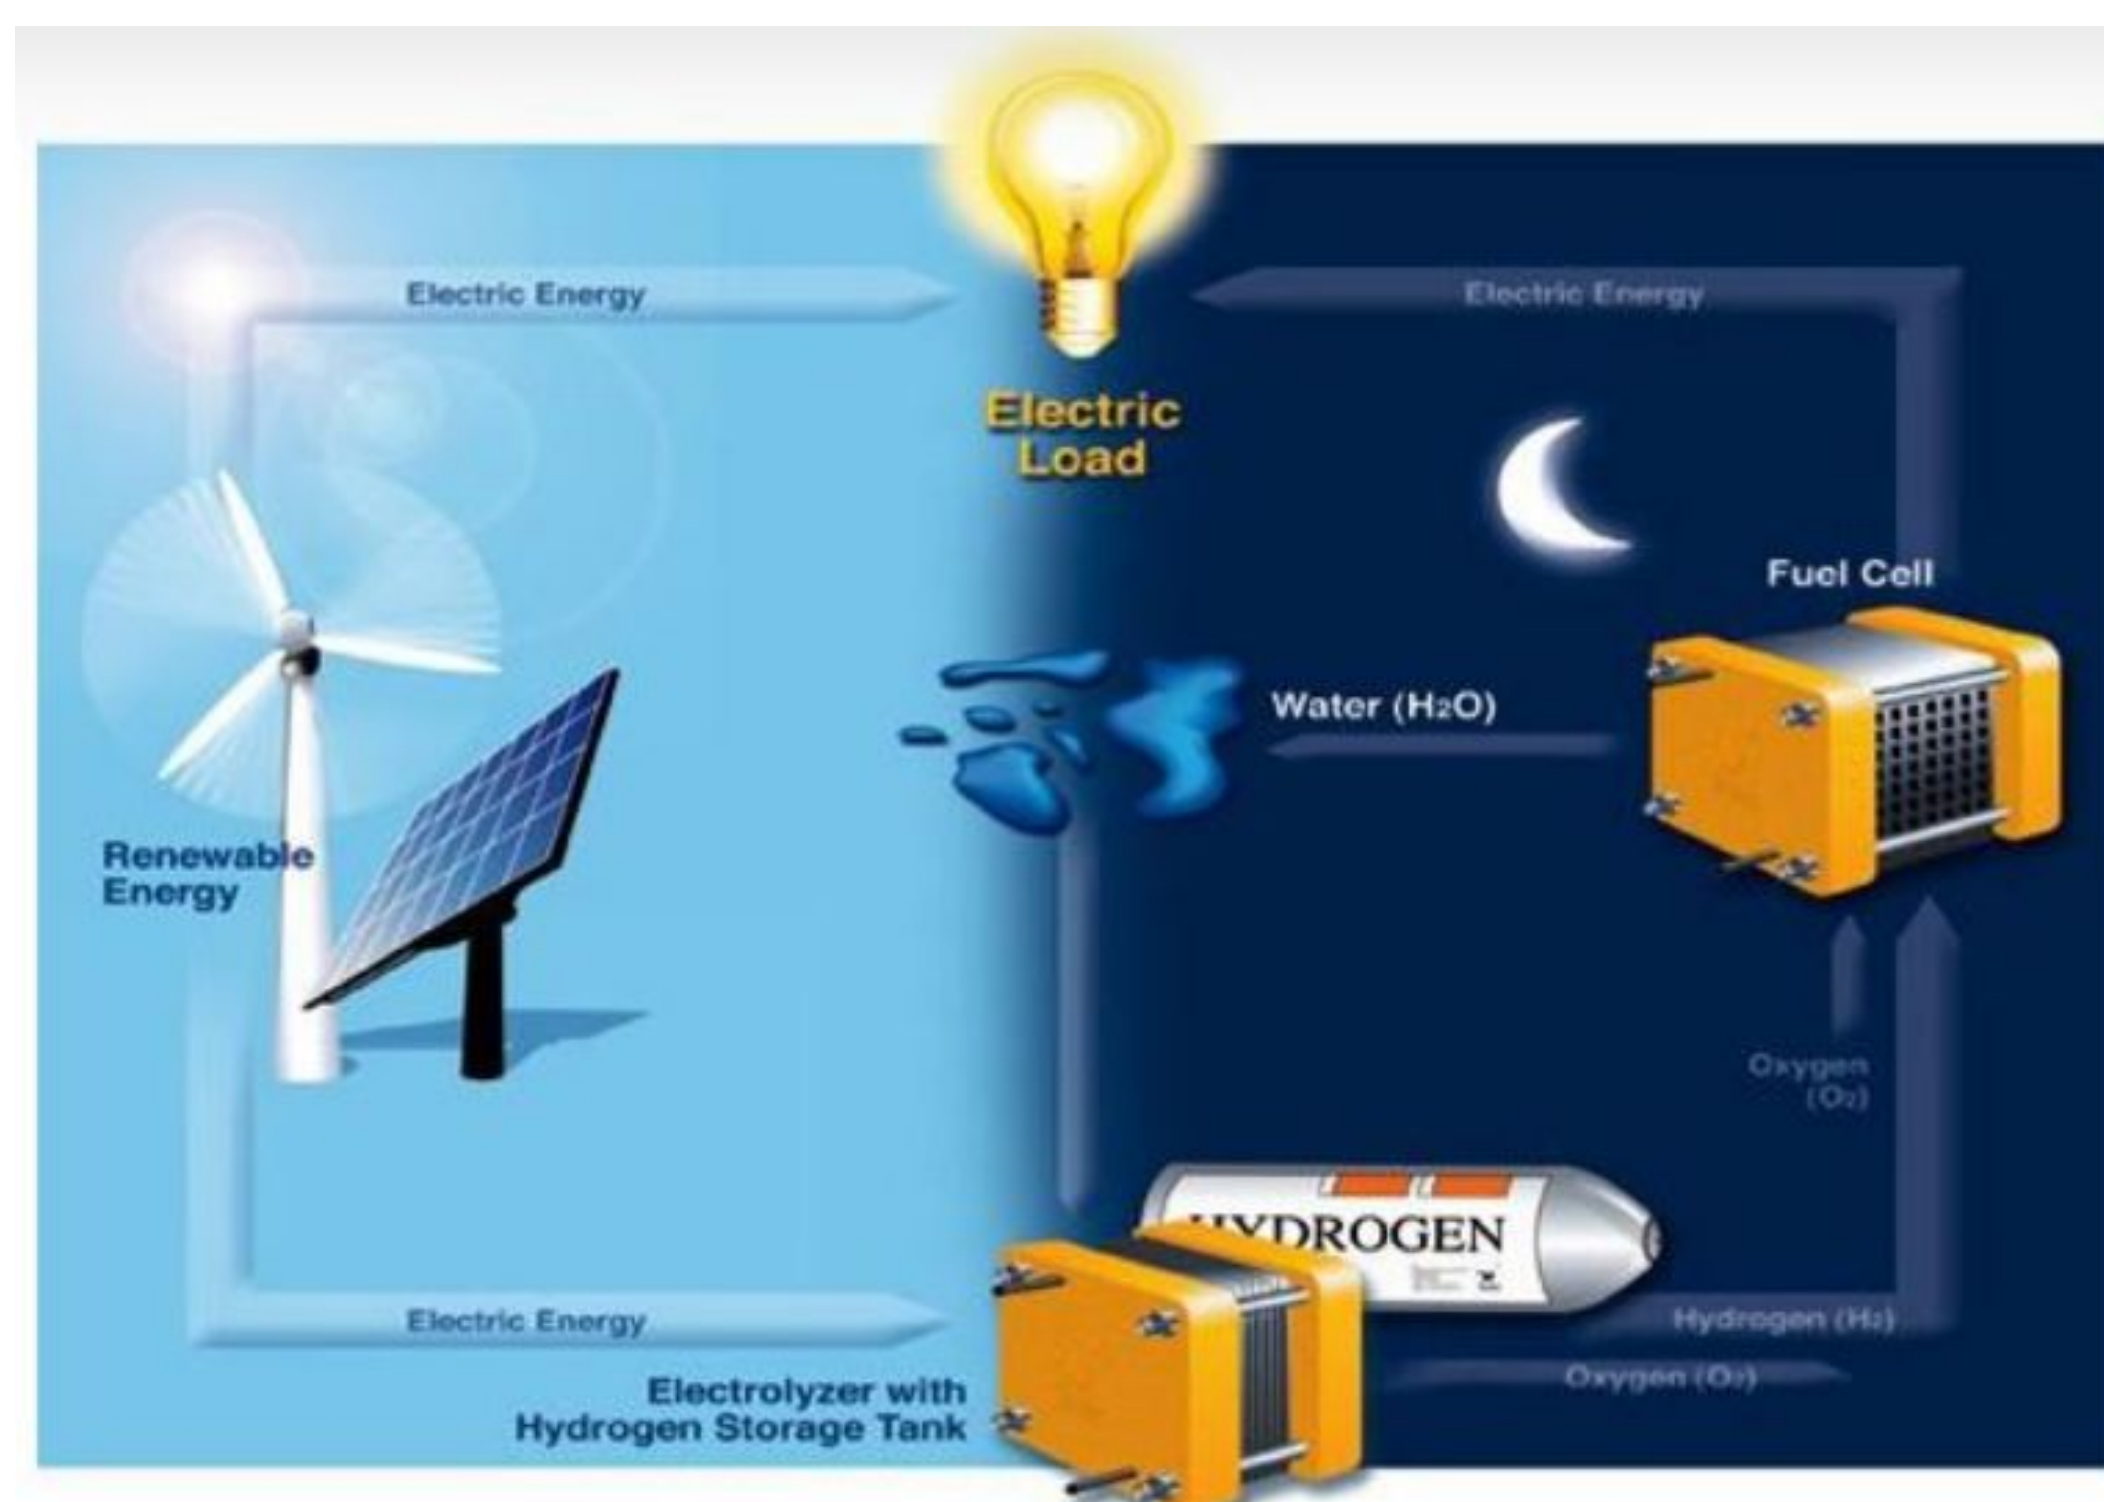 Electric Energy
Electric Energy
Electric
Load
Fuel Cell
Water (H2O)
Renewable
Energy
Oxygen
(O2)
HYDROGEN
Electric Energy
Hydrogen (H2)
Oxygen (O2)
Electrolyzer with
Hydrogen Storage Tank